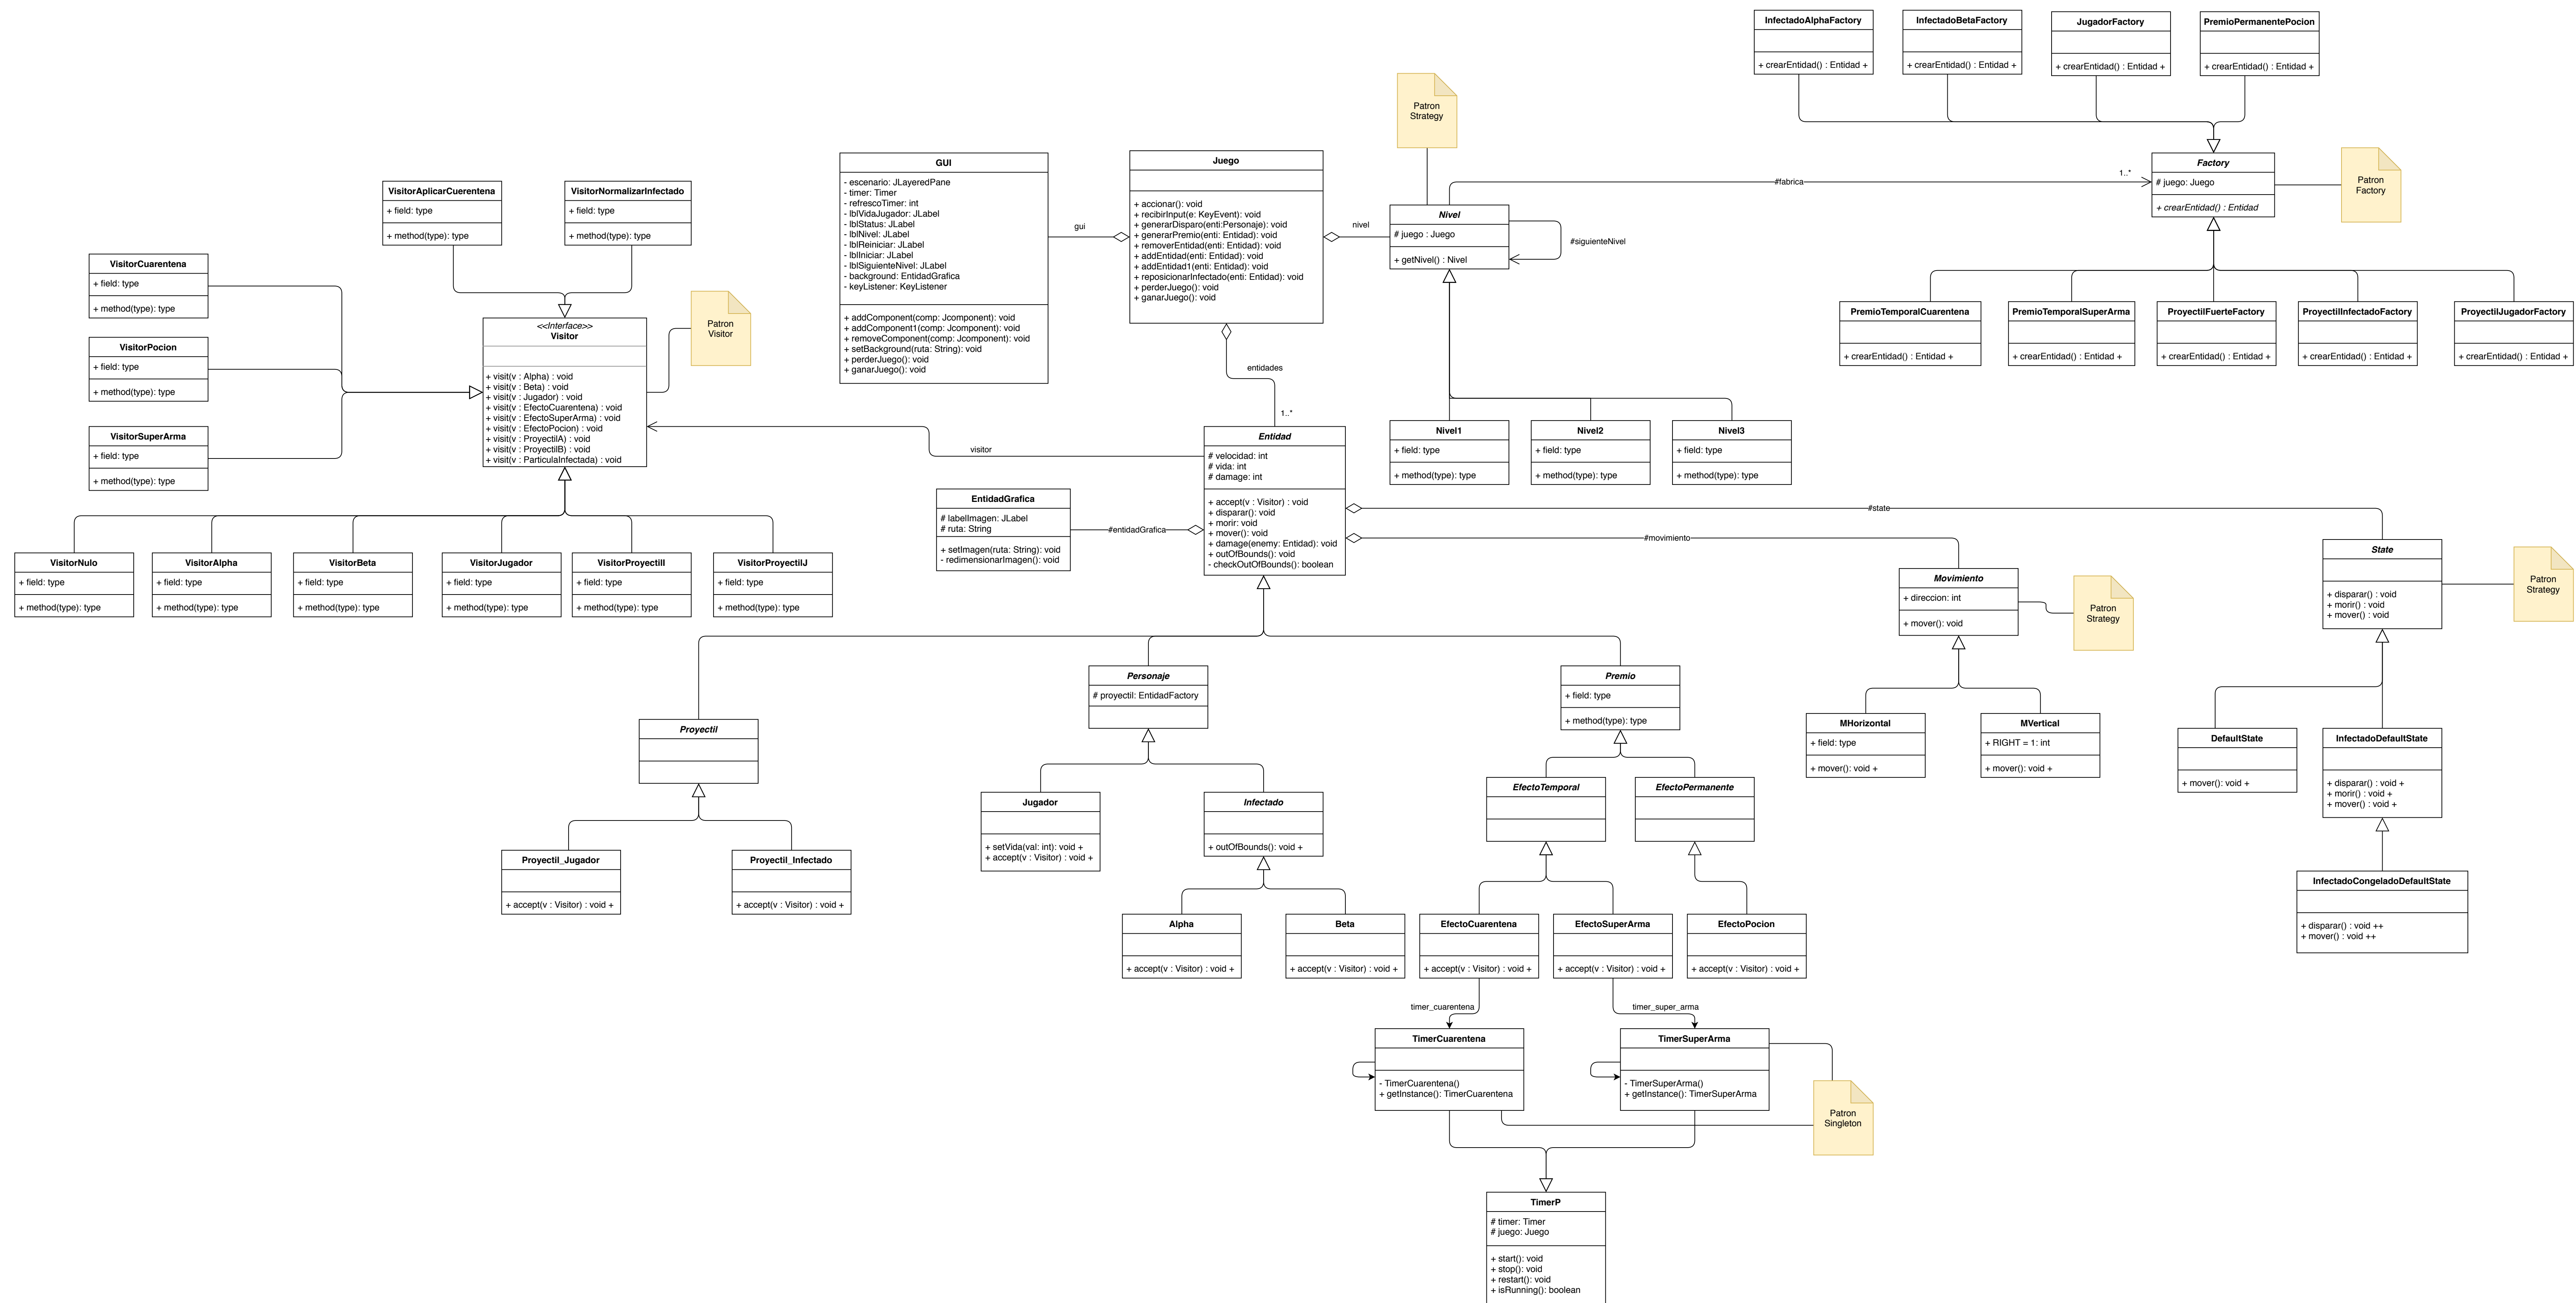 InfectadoAlphaFactory
+ crearEntidad() : Entidad +
InfectadoBetaFactory
+ crearEntidad() : Entidad +
JugadorFactory
+ crearEntidad() : Entidad +
PremioPermanentePocion
+ crearEntidad() : Entidad +
Patron
Strategy
Factory
# juego: Juego
+ crearEntidad() : Entidad
Patron
Factory
#fabrica
1..*
GUI
- escenario: JLayeredPane
- timer: Timer
- refrescoTimer: int
- lblVidaJugador: JLabel
- lblStatus: JLabel
- lblNivel: JLabel
- lblReiniciar: JLabel
- lblIniciar: JLabel
- lblSiguienteNivel: JLabel
- background: EntidadGrafica
- keyListener: KeyListener
+ addComponent(comp: Jcomponent): void
+ addComponent1(comp: Jcomponent): void
+ removeComponent(comp: Jcomponent): void
+ setBackground(ruta: String): void
+ perderJuego(): void
+ ganarJuego(): void
gui
Juego
+ accionar(): void
+ recibirInput(e: KeyEvent): void
+ generarDisparo(enti:Personaje): void
+ generarPremio(enti: Entidad): void
+ removerEntidad(enti: Entidad): void
+ addEntidad(enti: Entidad): void
+ addEntidad1(enti: Entidad): void
+ reposicionarInfectado(enti: Entidad): void
+ perderJuego(): void
+ ganarJuego(): void
nivel
Nivel
# juego : Juego
+ getNivel() : Nivel
#siguienteNivel
VisitorAplicarCuerentena
+ field: type
+ method(type): type
VisitorNormalizarInfectado
+ field: type
+ method(type): type
VisitorCuarentena
+ field: type
+ method(type): type
VisitorPocion
+ field: type
+ method(type): type
VisitorSuperArma
+ field: type
+ method(type): type
<<Interface>>
Visitor
+ visit(v : Alpha) : void
+ visit(v : Beta) : void
+ visit(v : Jugador) : void
+ visit(v : EfectoCuarentena) : void
+ visit(v : EfectoSuperArma) : void
+ visit(v : EfectoPocion) : void
+ visit(v : ProyectilA) : void
+ visit(v : ProyectilB) : void
+ visit(v : ParticulaInfectada) : void
Patron
Visitor
PremioTemporalCuarentena
+ crearEntidad() : Entidad +
PremioTemporalSuperArma
+ crearEntidad() : Entidad +
ProyectilFuerteFactory
+ crearEntidad() : Entidad +
ProyectilInfectadoFactory
+ crearEntidad() : Entidad +
ProyectilJugadorFactory
+ crearEntidad() : Entidad +
entidades
1..*
visitor
Entidad
# velocidad: int
# vida: int
# damage: int
+ accept(v : Visitor) : void
+ disparar(): void
+ morir: void
+ mover(): void
+ damage(enemy: Entidad): void
+ outOfBounds(): void
- checkOutOfBounds(): boolean
Nivel1
+ field: type
+ method(type): type
Nivel2
+ field: type
+ method(type): type
Nivel3
+ field: type
+ method(type): type
EntidadGrafica
# labelImagen: JLabel
# ruta: String
+ setImagen(ruta: String): void
- redimensionarImagen(): void
#entidadGrafica
#state
#movimiento
VisitorNulo
+ field: type
+ method(type): type
VisitorAlpha
+ field: type
+ method(type): type
VisitorBeta
+ field: type
+ method(type): type
VisitorJugador
+ field: type
+ method(type): type
VisitorProyectilI
+ field: type
+ method(type): type
VisitorProyectilJ
+ field: type
+ method(type): type
Movimiento
+ direccion: int
+ mover(): void
Patron
Strategy
State
+ disparar() : void
+ morir() : void
+ mover() : void
Patron
Strategy
Proyectil
Personaje
# proyectil: EntidadFactory
Premio
+ field: type
+ method(type): type
MHorizontal
+ field: type
+ mover(): void +
MVertical
+ RIGHT = 1: int
+ mover(): void +
DefaultState
+ mover(): void +
InfectadoDefaultState
+ disparar() : void +
+ morir() : void +
+ mover() : void +
Jugador
+ setVida(val: int): void +
+ accept(v : Visitor) : void +
Infectado
+ outOfBounds(): void +
EfectoTemporal
EfectoPermanente
Proyectil_Jugador
+ accept(v : Visitor) : void +
Proyectil_Infectado
+ accept(v : Visitor) : void +
InfectadoCongeladoDefaultState
+ disparar() : void ++
+ mover() : void ++
Alpha
+ accept(v : Visitor) : void +
Beta
+ accept(v : Visitor) : void +
EfectoCuarentena
+ accept(v : Visitor) : void +
EfectoSuperArma
+ accept(v : Visitor) : void +
EfectoPocion
+ accept(v : Visitor) : void +
timer_cuarentena
timer_super_arma
TimerCuarentena
- TimerCuarentena()
+ getInstance(): TimerCuarentena
TimerSuperArma
- TimerSuperArma()
+ getInstance(): TimerSuperArma
Patron
Singleton
TimerP
# timer: Timer
# juego: Juego
+ start(): void
+ stop(): void
+ restart(): void
+ isRunning(): boolean